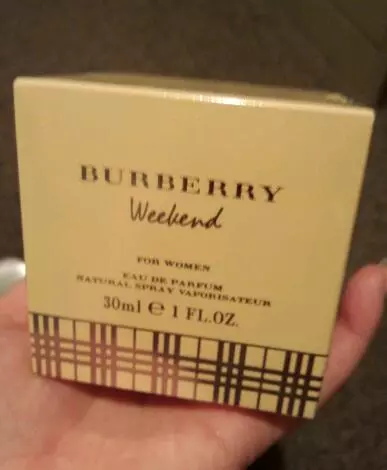 BURBERRY
Weekend
FOR WOMEN
EAU DE PARFUM
NATURAL SPRAY VAPORISATEUR
30ml e 1 FL.OZ.